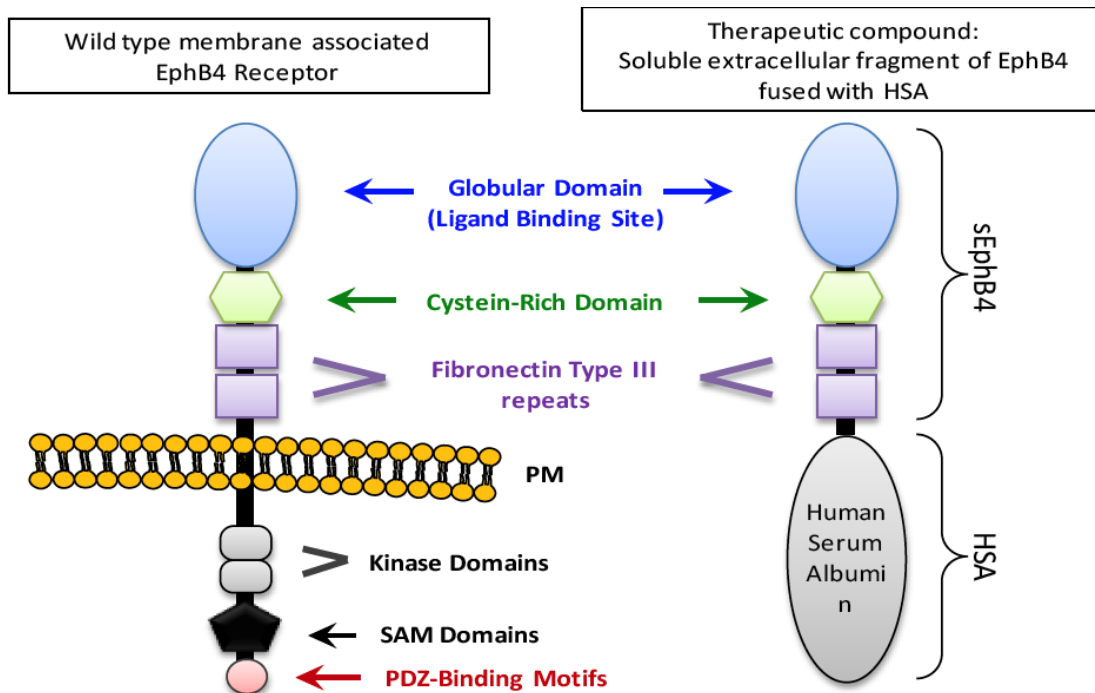 Wild type membrane associated
EphB4 Receptor
Therapeutic compound:
Soluble extracellular fragment of EphB4
fused with HSA
Globular Domain
(Ligand Binding Site)
Cystein-Rich Domain
Fibronectin Type III
repeats
PM
Kinase Domains
SAM Domains
PDZ-Binding Motifs
sEphB4
Human
Serum
Albumi
n
HSA